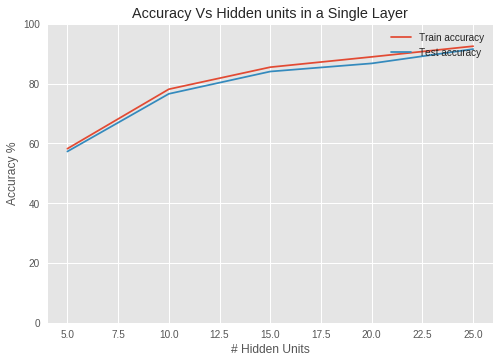 Accuracy Vs Hidden units in a Single Layer
100
80
60
40
20
0
Accuracy %
Train accuracy
Test accuracy
5.0 7.5 10.0 12.5 15.0 17.5 20.0 22.5 25.0
# Hidden Units